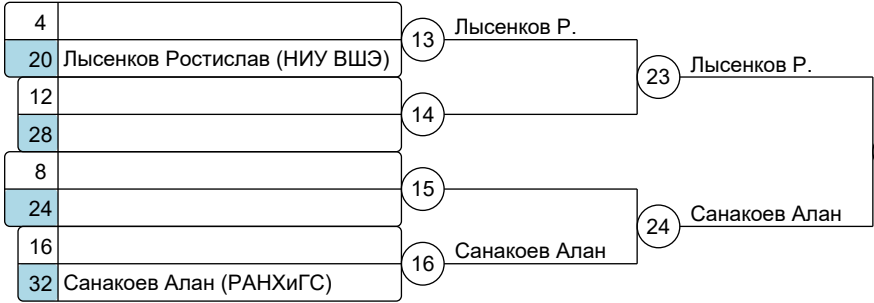 4
20 Лысенков Ростислав (НИУ ВШЭ)
13
Лысенков Р.
12
28
14
23
Лысенков Р.
8
24
15
16
32 Санакоев Алан (РАНХиГС)
16
Санакоев Алан
24
Санакоев Алан